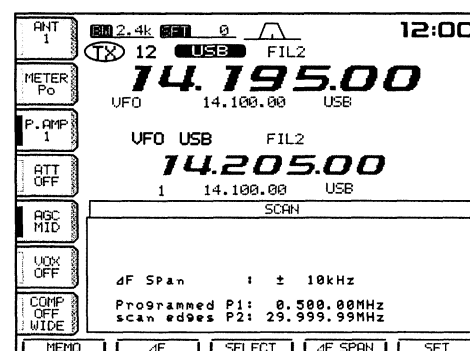 ANT 1
BW 2.4k SFT 0 12:00
TX 12 USB FIL2
14.195.00
VFO 14.100.00 USB
METER Po
P.AMP 1
VFO USB FIL2
14.205.00
1 14.100.00 USB
ATT OFF
AGC MID
VOX OFF
COMP OFF WIDE
SCAN
⊿F SPan : ± 10kHz
Programmed P1: 0.500.00MHz
scan edges P2: 29.999.99MHz
MEMO ⊿F SELECT ⊿F SPAN SET